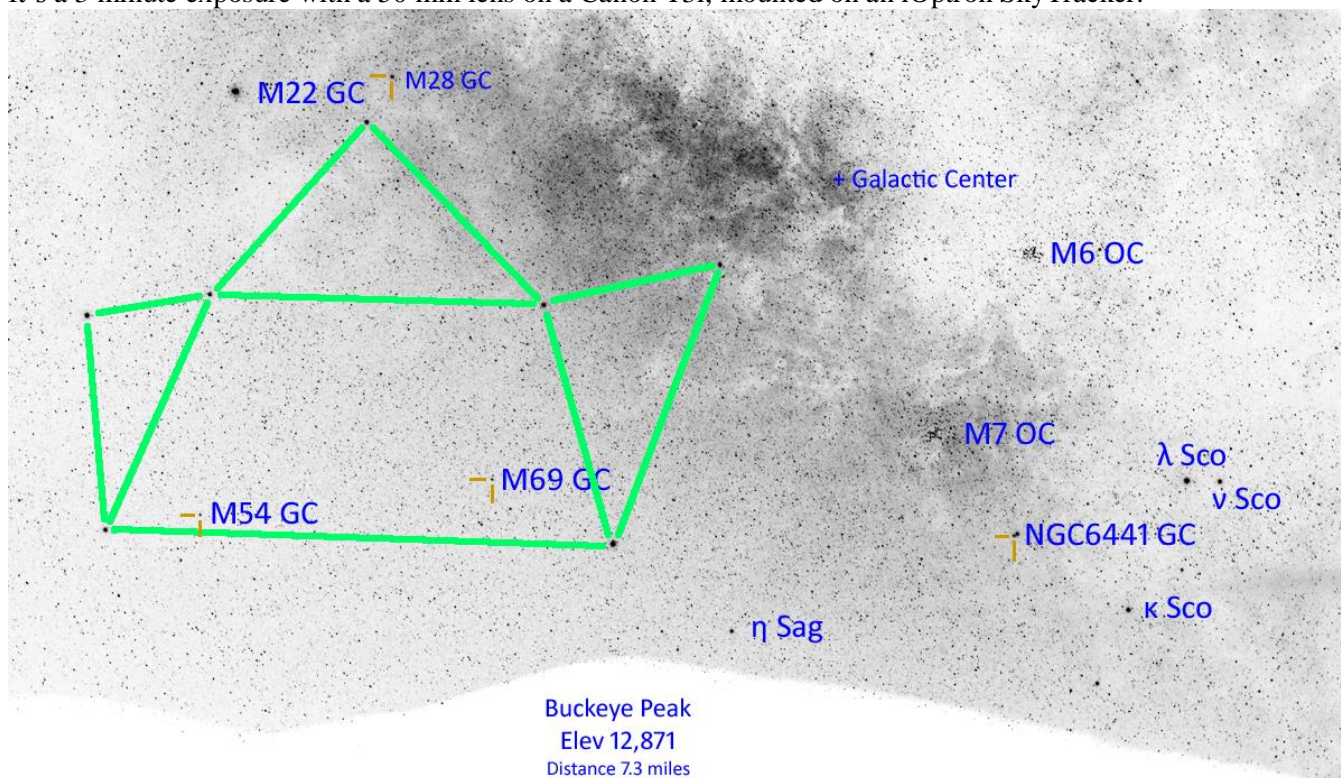 It's a 3-minute exposure with a 50 mm lens on a Canon T3i, mounted on an iOptron SkyTracker.
M22 GC
M28 GC
+ Galactic Center
M6 OC
M7 OC
λ Sco
ν Sco
M69 GC
M54 GC
NGC6441 GC
κ Sco
η Sag
Buckeye Peak
Elev 12,871
Distance 7.3 miles